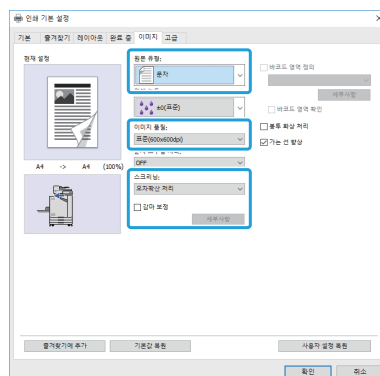 인쇄 기본 설정
기본 즐겨찾기 레이아웃 완료 중 이미지 고급
현재 설정
원본 유형:
문자
±0(표준)
이미지 품질:
표준(600x600dpi)
OFF
스크리닝:
오차확산 처리
감마 보정
세부사항
바코드 영역 정의
세부사항
바코드 영역 확인
봉투 화상 처리
가는 선 향상
A4 -> A4 (100%)
즐겨찾기에 추가 기본값 복원 사용자 설정 복원
확인 취소